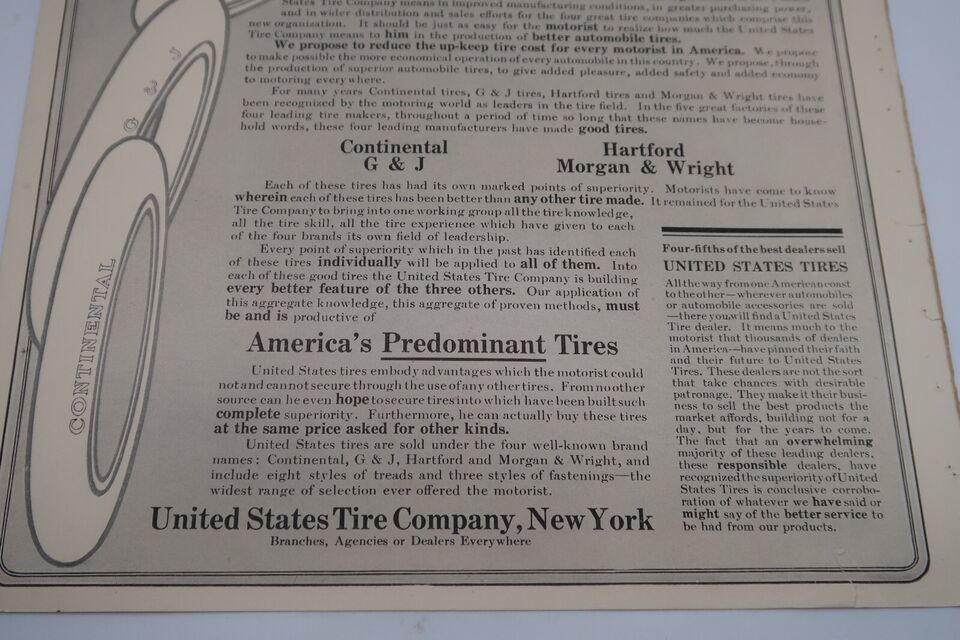 States Tire Company means in improved manufacturing conditions, in greater purchasing power,
and in wider distribution and sales efforts for the four great tire companies which comprise this
new organization. It should be just as easy for the motorist to realize how much the United States
Tire Company means to him in the production of better automobile tires.
We propose to reduce the up-keep tire cost for every motorist in America. We propose
to make possible the more economical operation of every automobile in this country. We propose, through
the production of superior automobile tires, to give added pleasure, added safety and added economy
to motoring everywhere.
For many years Continental tires, G & J tires, Hartford tires and Morgan & Wright tires have
been recognized by the motoring world as leaders in the tire field. In the five great factories of these
four leading tire makers, throughout a period of time so long that these names have become house-
hold words, these four leading manufacturers have made good tires.
Continental Hartford
G & J Morgan & Wright
Each of these tires has had its own marked points of superiority. Motorists have come to know
wherein each of these tires has been better than any other tire made. It remained for the United States
Tire Company to bring into one working group all the tire knowledge,
all the tire skill, all the tire experience which have given to each
of the four brands its own field of leadership.
Every point of superiority which in the past has identified each
of these tires individually will be applied to all of them. Into
each of these good tires the United States Tire Company is building
every better feature of the three others. Our application of
this aggregate knowledge, this aggregate of proven methods, must
be and is productive of
America's Predominant Tires
United States tires embody advantages which the motorist could
not and cannot secure through the use of any other tires. From no other
source can he even hope to secure tires into which have been built such
complete superiority. Furthermore, he can actually buy these tires
at the same price asked for other kinds.
United States tires are sold under the four well-known brand
names: Continental, G & J, Hartford and Morgan & Wright, and
include eight styles of treads and three styles of fastenings—the
widest range of selection ever offered the motorist.
Four-fifths of the best dealers sell
UNITED STATES TIRES
All the way from one American coast
to the other—wherever automobiles
or automobile accessories are sold
—there you will find a United States
Tire dealer. It means much to the
motorist that thousands of dealers
in America—have pinned their faith
and their future to United States
Tires. These dealers are not the sort
that take chances with desirable
patronage. They make it their busi-
ness to sell the best products the
market affords, building not for a
day, but for the years to come.
The fact that an overwhelming
majority of these leading dealers,
these responsible dealers, have
recognized the superiority of United
States Tires is conclusive corrobo-
ration of whatever we have said or
might say of the better service to
be had from our products.
United States Tire Company, New York
Branches, Agencies or Dealers Everywhere
G & J
CONTINENTAL